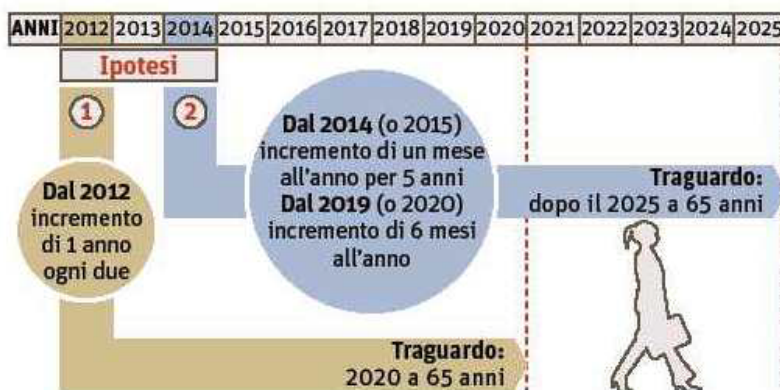 ANNI 2012 2013 2014 2015 2016 2017 2018 2019 2020 2021 2022 2023 2024 2025
Ipotesi
1
2
Dal 2012
incremento
di 1 anno
ogni due
Dal 2014 (o 2015)
incremento di un mese
all'anno per 5 anni
Dal 2019 (o 2020)
incremento di 6 mesi
all'anno
Traguardo:
dopo il 2025 a 65 anni
Traguardo:
2020 a 65 anni